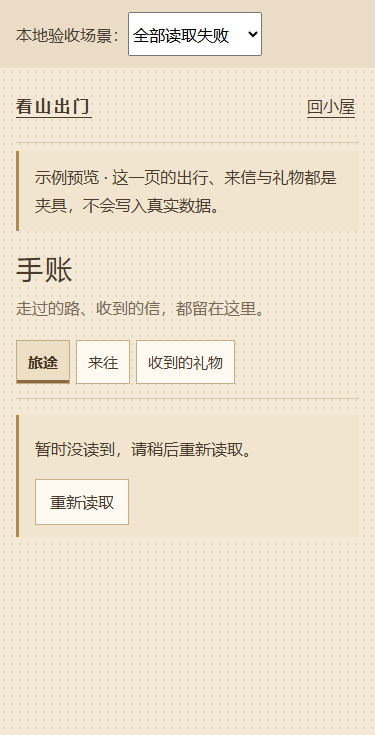 本地验收场景： 全部读取失败
看山出门 回小屋
示例预览 · 这一页的出行、来信与礼物都是
夹具，不会写入真实数据。
手账
走过的路、收到的信，都留在这里。
旅途 来往 收到的礼物
暂时没读到，请稍后重新读取。
重新读取